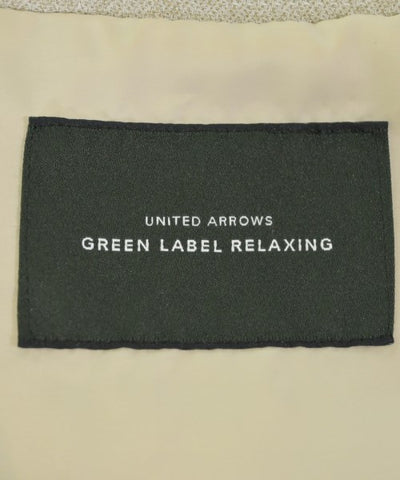 UNITED ARROWS
GREEN LABEL RELAXING